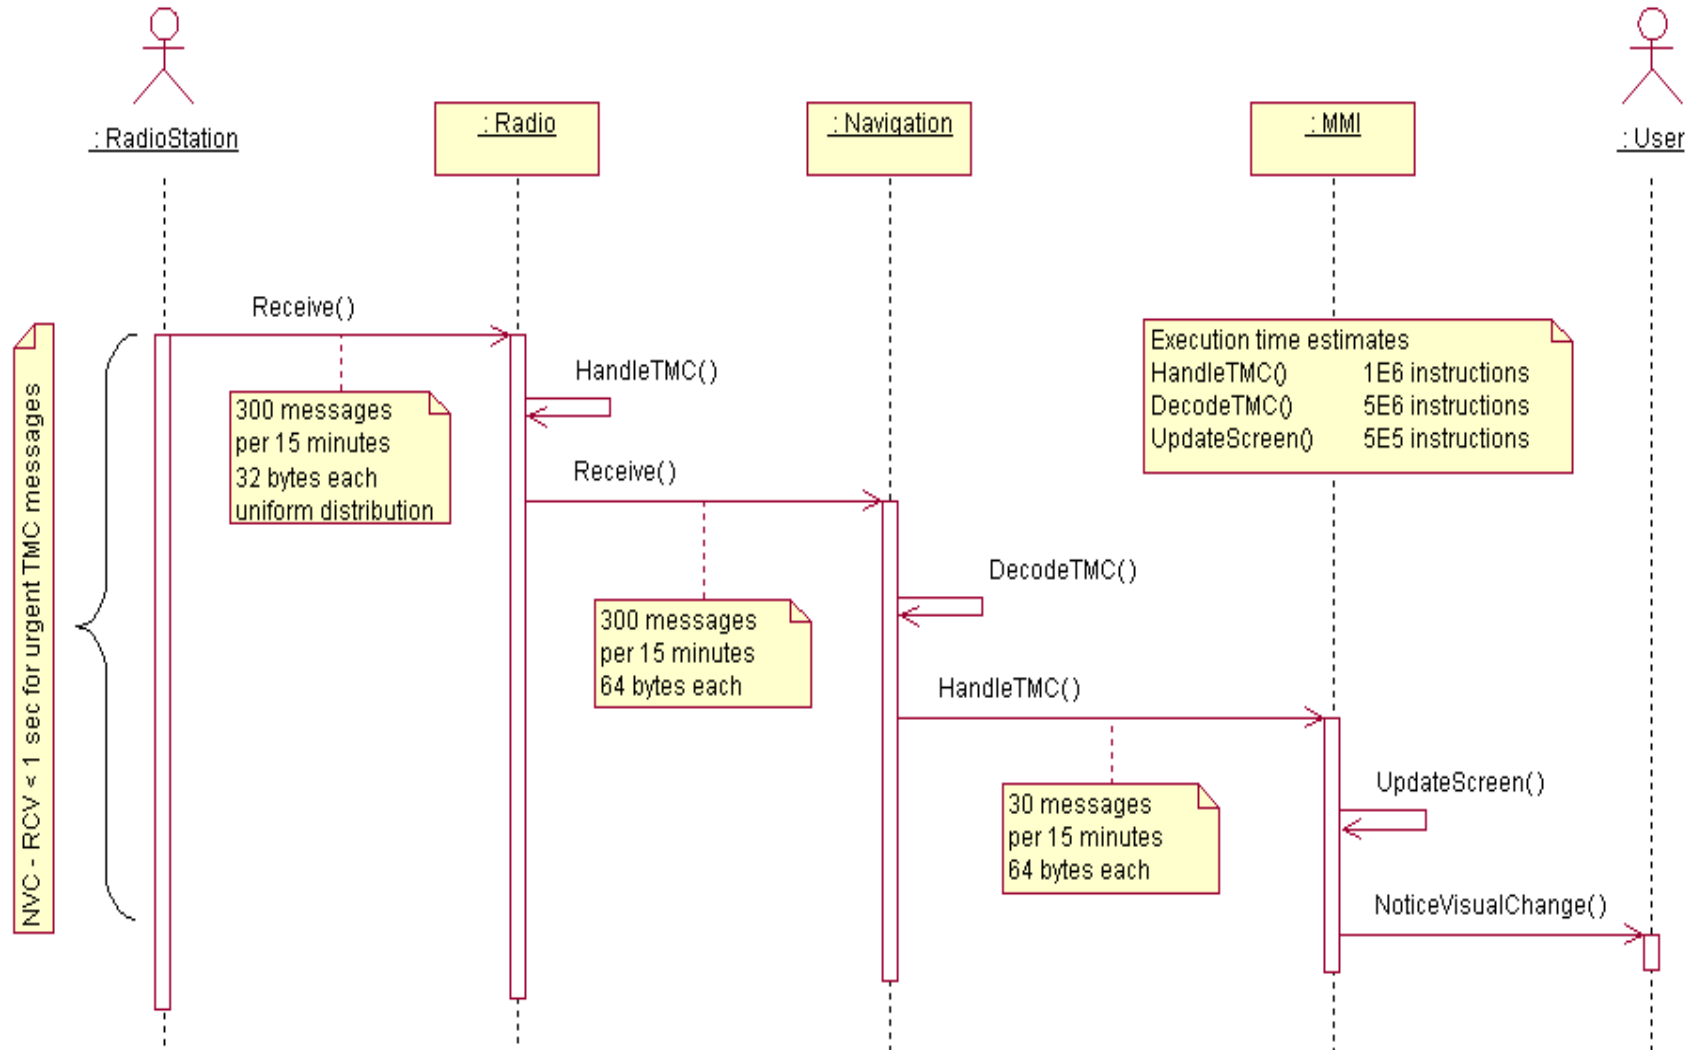 : RadioStation
: Radio
: Navigation
: MMI
: User
NVC - RCV < 1 sec for urgent TMC messages
Receive()
300 messages
per 15 minutes
32 bytes each
uniform distribution
HandleTMC()
Receive()
300 messages
per 15 minutes
64 bytes each
Execution time estimates
HandleTMC() 1E6 instructions
DecodeTMC() 5E6 instructions
UpdateScreen() 5E5 instructions
DecodeTMC()
HandleTMC()
30 messages
per 15 minutes
64 bytes each
UpdateScreen()
NoticeVisualChange()